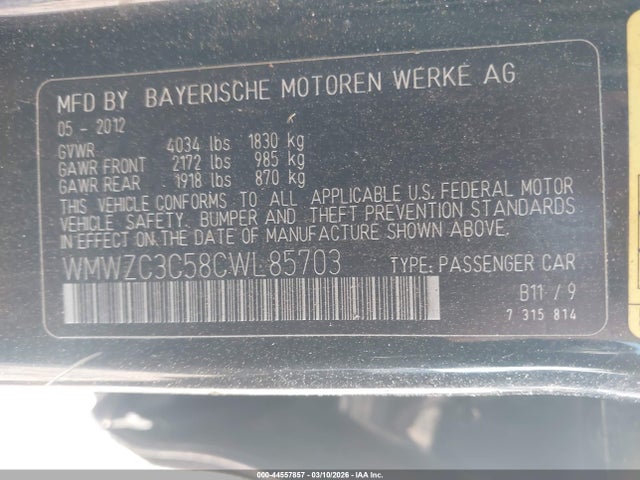 MFD BY BAYERISCHE MOTOREN WERKE AG
05 - 2012
GVWR 4034 lbs 1830 kg
GAWR FRONT 2172 lbs 985 kg
GAWR REAR 1918 lbs 870 kg
THIS VEHICLE CONFORMS TO ALL APPLICABLE U.S. FEDERAL MOTOR
VEHICLE SAFETY, BUMPER AND THEFT PREVENTION STANDARDS
IN EFFECT ON THE DATE OF MANUFACTURE SHOWN ABOVE.
WMWZC3C58CWL85703 TYPE: PASSENGER CAR
B11 / 9
7 315 814
000-44557857 - 03/10/2026 - IAA Inc.